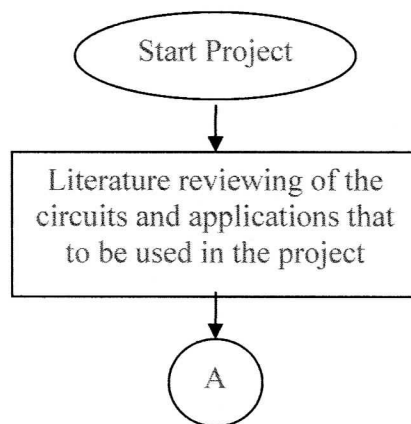 Start Project
Literature reviewing of the
circuits and applications that
to be used in the project
A